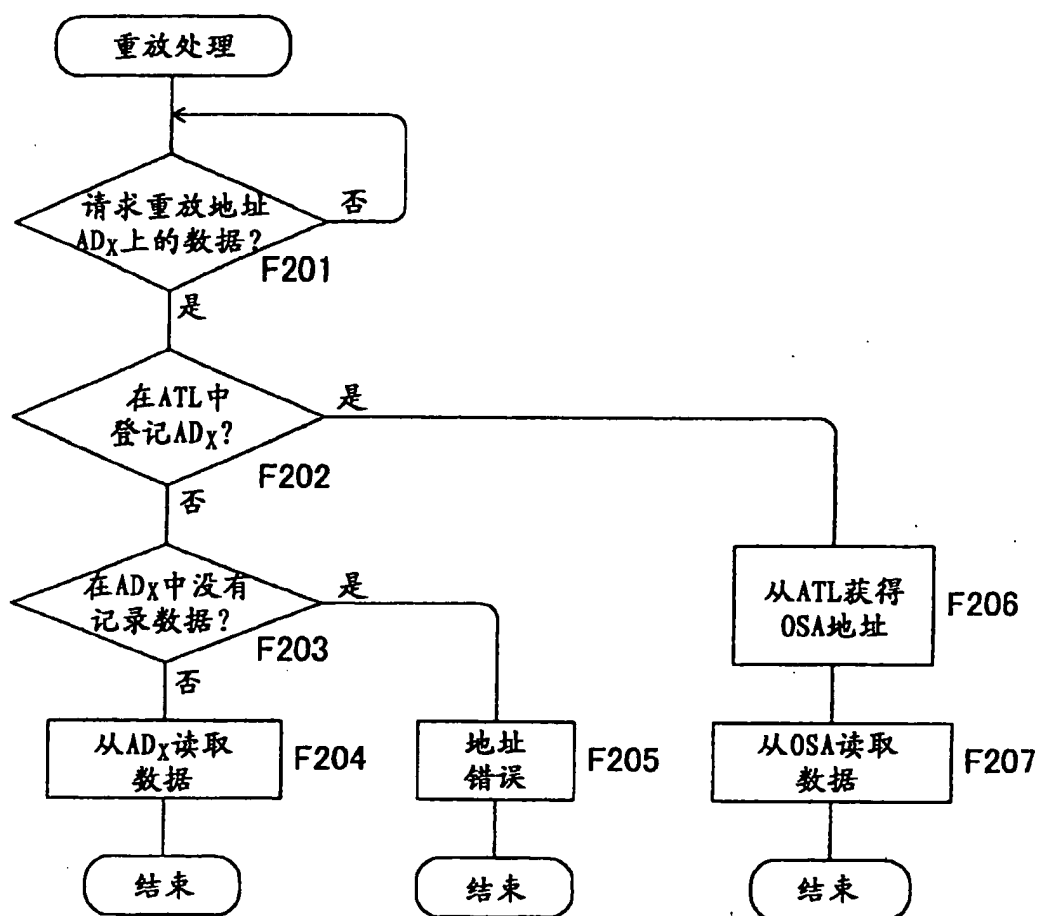 重放处理
请求重放地址
ADX上的数据?
否
F201
是
在ATL中
登记ADX?
是
F202
否
在ADX中没有
记录数据?
是
F203
否
从ATL获得
OSA地址
F206
从ADX读取
数据
F204
地址
错误
F205
从OSA读取
数据
F207
结束
结束
结束